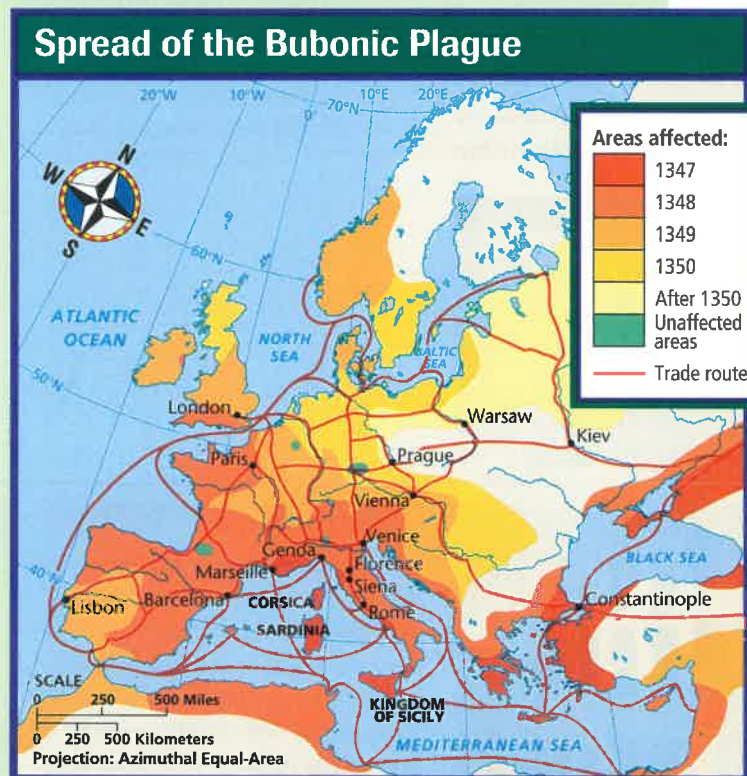 Spread of the Bubonic Plague
20°W
10°W
0°
10°E
20°E
70°N
Areas affected:
1347
1348
1349
1350
After 1350
Unaffected
areas
Trade route
N
W
E
S
60°N
ATLANTIC
OCEAN
NORTH
SEA
BALTIC
SEA
50°N
London
Warsaw
Kiev
Paris
Prague
Vienna
Venice
Genoa
Florence
BLACK SEA
40°N
Marseille
Siena
Lisbon
Barcelona
CORSICA
Rome
Constantinople
SARDINIA
SCALE
0 250 500 Miles
0 250 500 Kilometers
Projection: Azimuthal Equal-Area
KINGDOM
OF SICILY
MEDITERRANEAN SEA